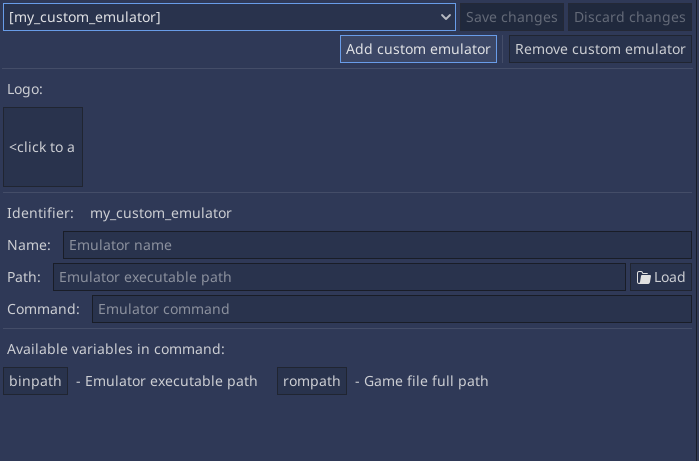 [my_custom_emulator] Save changes Discard changes
Add custom emulator Remove custom emulator
Logo:
<click to a
Identifier: my_custom_emulator
Name: Emulator name
Path: Emulator executable path Load
Command: Emulator command
Available variables in command:
binpath - Emulator executable path rompath - Game file full path